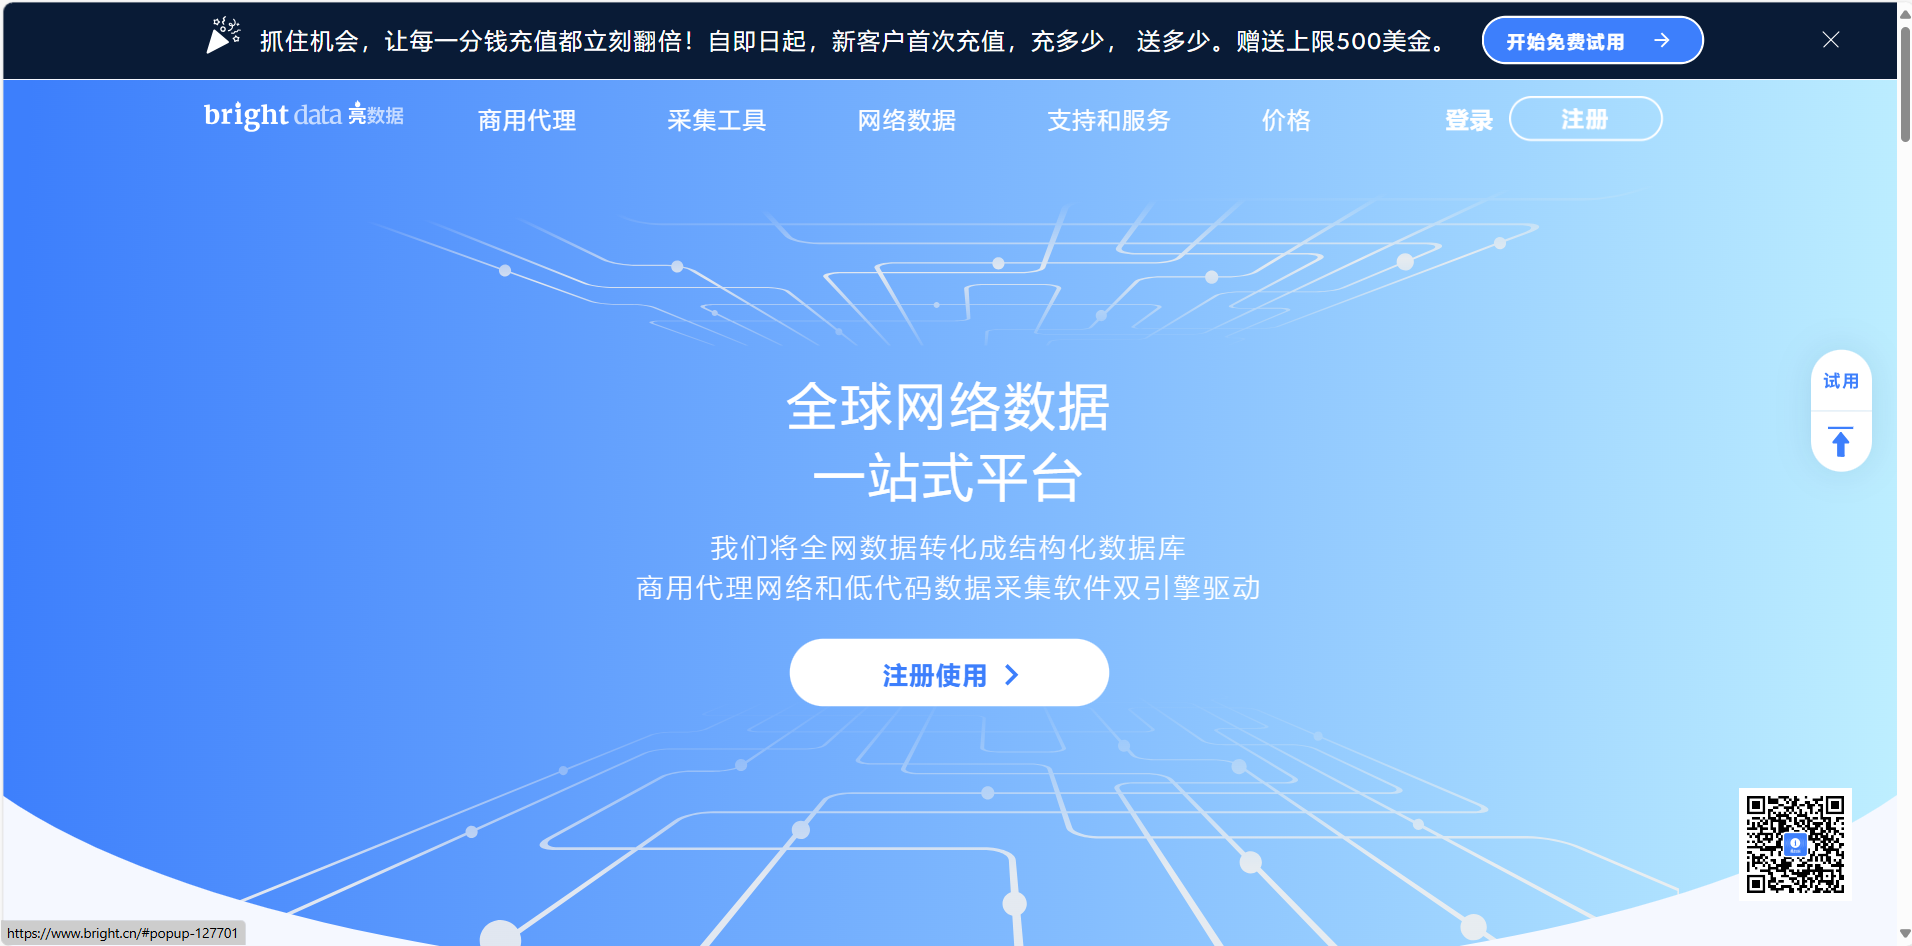 抓住机会，让每一分钱充值都立刻翻倍！自即日起，新客户首次充值，充多少， 送多少。赠送上限500美金。
开始免费试用
bright data 亮数据
商用代理
采集工具
网络数据
支持和服务
价格
登录
注册
试用
全球网络数据
一站式平台
我们将全网数据转化成结构化数据库
商用代理网络和低代码数据采集软件双引擎驱动
注册使用
https://www.bright.cn/#popup-127701